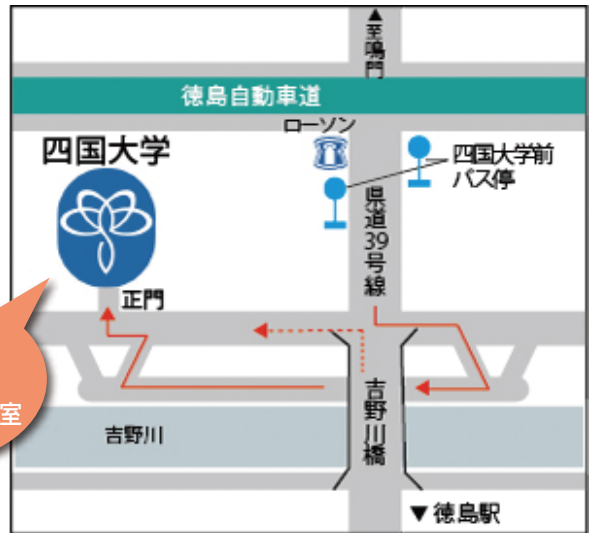 ▲至鳴門
徳島自動車道
ローソン
四国大学
四国大学前
バス停
県道39号線
正門
室
吉野川
吉野川橋
▼徳島駅